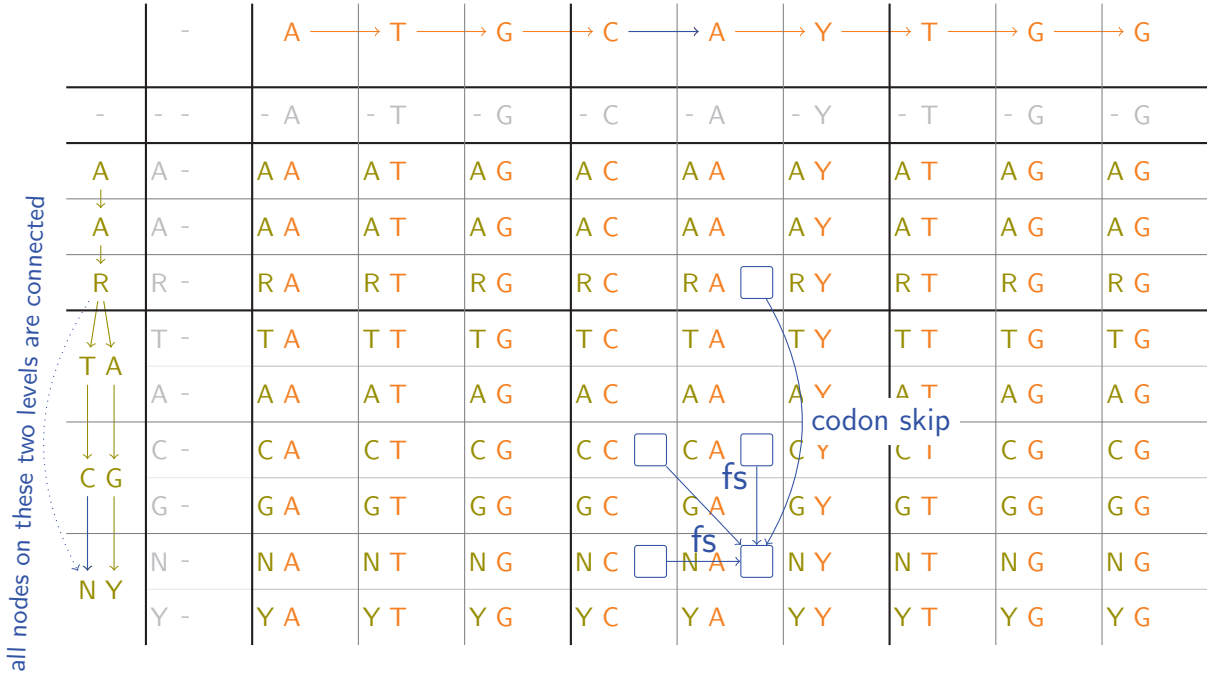 - A T G C A Y T G G
- - - - A - T - G - C - A - Y - T - G - G
A A - A A A T A G A C A A A Y A T A G A G
A A - A A A T A G A C A A A Y A T A G A G
R R - R A R T R G R C R A R Y R T R G R G
T - T A T T T G T C T A T Y T T T G T G
T A
A - A A A T A G A C A A A Y A T A G A G
codon skip
C - C A C T C G C C C A C Y C T C G C G
C G
fs
G - G A G T G G G C G A G Y G T G G G G
fs
N - N A N T N G N C N A N Y N T N G N G
N Y
Y - Y A Y T Y G Y C Y A Y Y Y T Y G Y G
all nodes on these two levels are connected